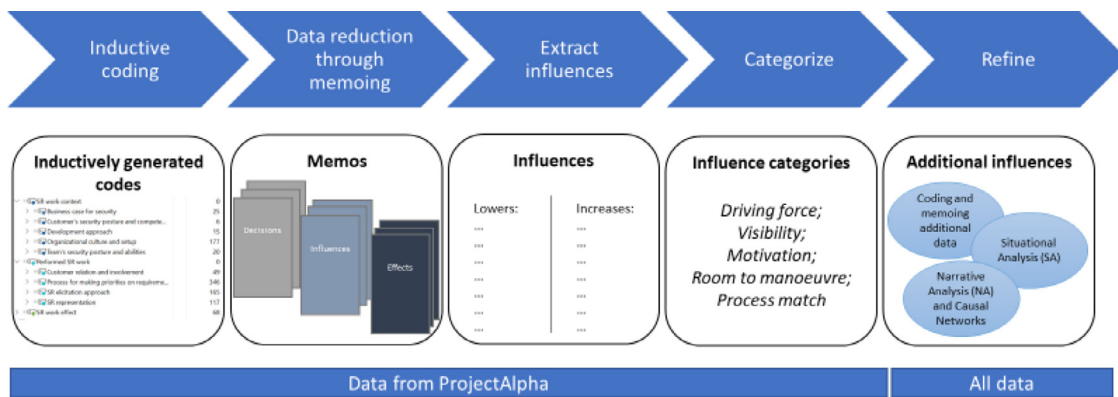 Inductive
coding
Data reduction
through
memoing
Extract
influences
Categorize
Refine
Inductively generated
codes
SR work context 0
Business case for security 25
Customer's security posture and compete... 6
Development approach 15
Organizational culture and setup 177
Team's security posture and abilities 20
Performed SR work 0
Customer relation and involvement 49
Process for making priorities on requireme... 346
SR elicitation approach 165
SR representation 117
SR work effect 68
Memos
Decisions
Influences
Effects
Influences
Lowers: Increases:
... ...
... ...
... ...
... ...
... ...
... ...
... ...
Influence categories
Driving force;
Visibility;
Motivation;
Room to manoeuvre;
Process match
Additional influences
Coding and
memoing
additional
data
Situational
Analysis (SA)
Narrative
Analysis (NA)
and Causal
Networks
Data from ProjectAlpha
All data